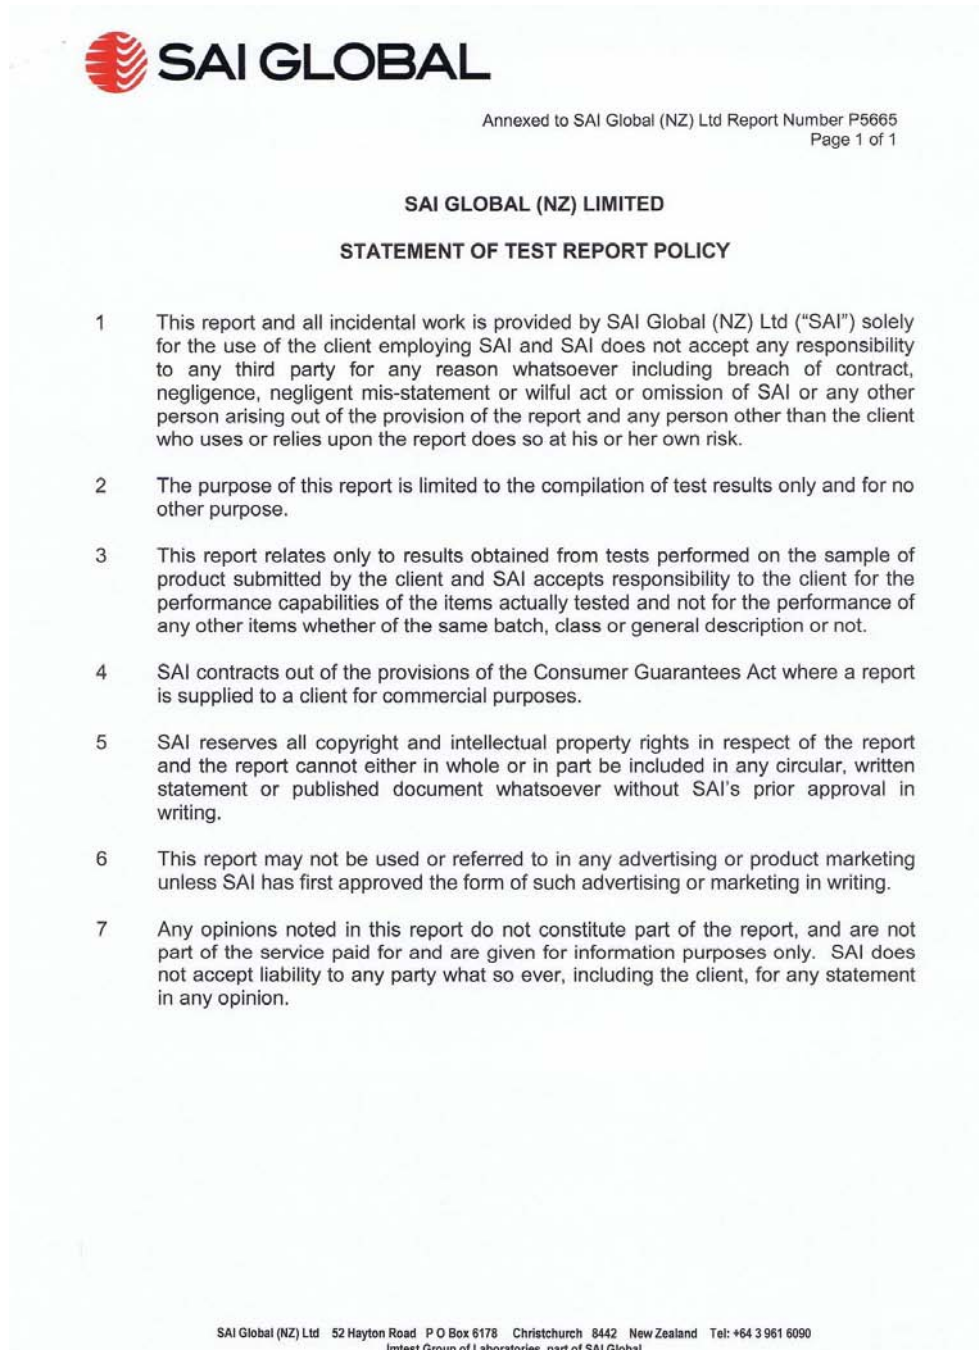 SAI GLOBAL
Annexed to SAI Global (NZ) Ltd Report Number P5665
Page 1 of 1
SAI GLOBAL (NZ) LIMITED
STATEMENT OF TEST REPORT POLICY
1 This report and all incidental work is provided by SAI Global (NZ) Ltd (“SAI”) solely
for the use of the client employing SAI and SAI does not accept any responsibility
to any third party for any reason whatsoever including breach of contract,
negligence, negligent mis-statement or wilful act or omission of SAI or any other
person arising out of the provision of the report and any person other than the client
who uses or relies upon the report does so at his or her own risk.
2 The purpose of this report is limited to the compilation of test results only and for no
other purpose.
3 This report relates only to results obtained from tests performed on the sample of
product submitted by the client and SAI accepts responsibility to the client for the
performance capabilities of the items actually tested and not for the performance of
any other items whether of the same batch, class or general description or not.
4 SAI contracts out of the provisions of the Consumer Guarantees Act where a report
is supplied to a client for commercial purposes.
5 SAI reserves all copyright and intellectual property rights in respect of the report
and the report cannot either in whole or in part be included in any circular, written
statement or published document whatsoever without SAI's prior approval in
writing.
6 This report may not be used or referred to in any advertising or product marketing
unless SAI has first approved the form of such advertising or marketing in writing.
7 Any opinions noted in this report do not constitute part of the report, and are not
part of the service paid for and are given for information purposes only. SAI does
not accept liability to any party what so ever, including the client, for any statement
in any opinion.
SAI Global (NZ) Ltd 52 Hayton Road P O Box 6178 Christchurch 8442 New Zealand Tel: +64 3 961 6090
Imtest Group of Laboratories, part of SAI Global